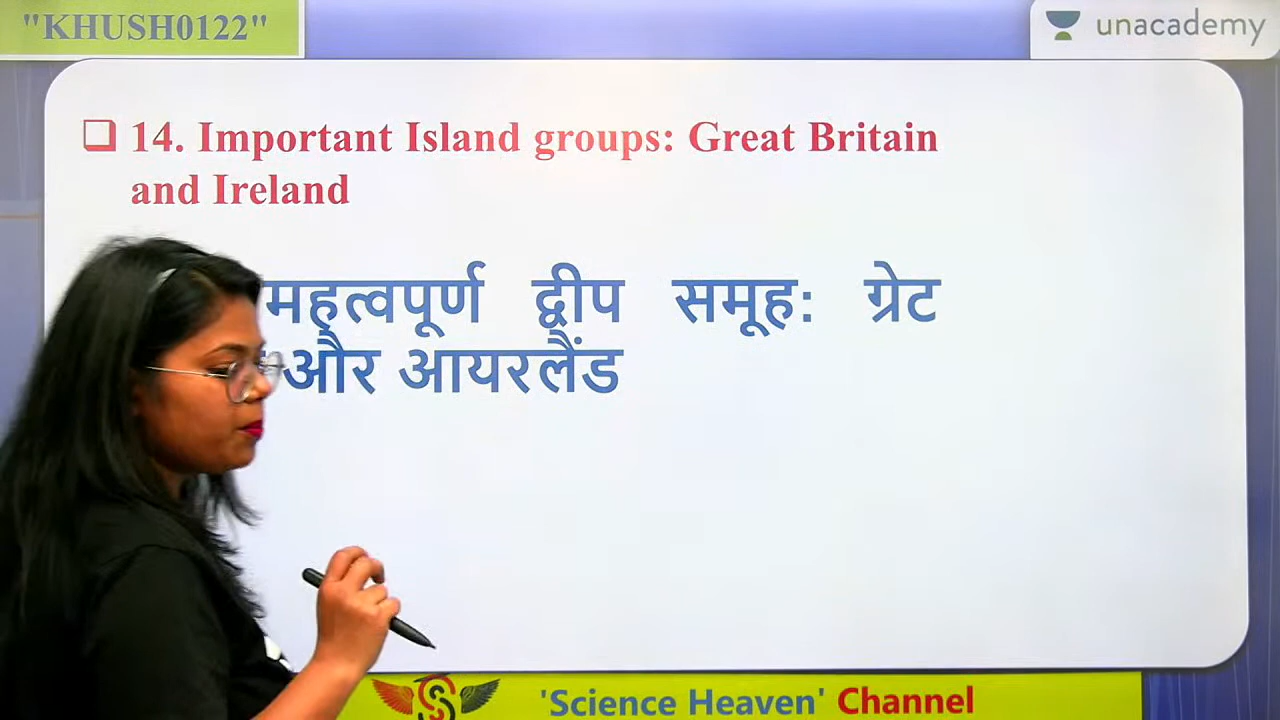 "KHUSH0122"
unacademy
❑ 14. Important Island groups: Great Britain
and Ireland
महत्वपूर्ण द्वीप समूह: ग्रेट
और आयरलैंड
'Science Heaven' Channel